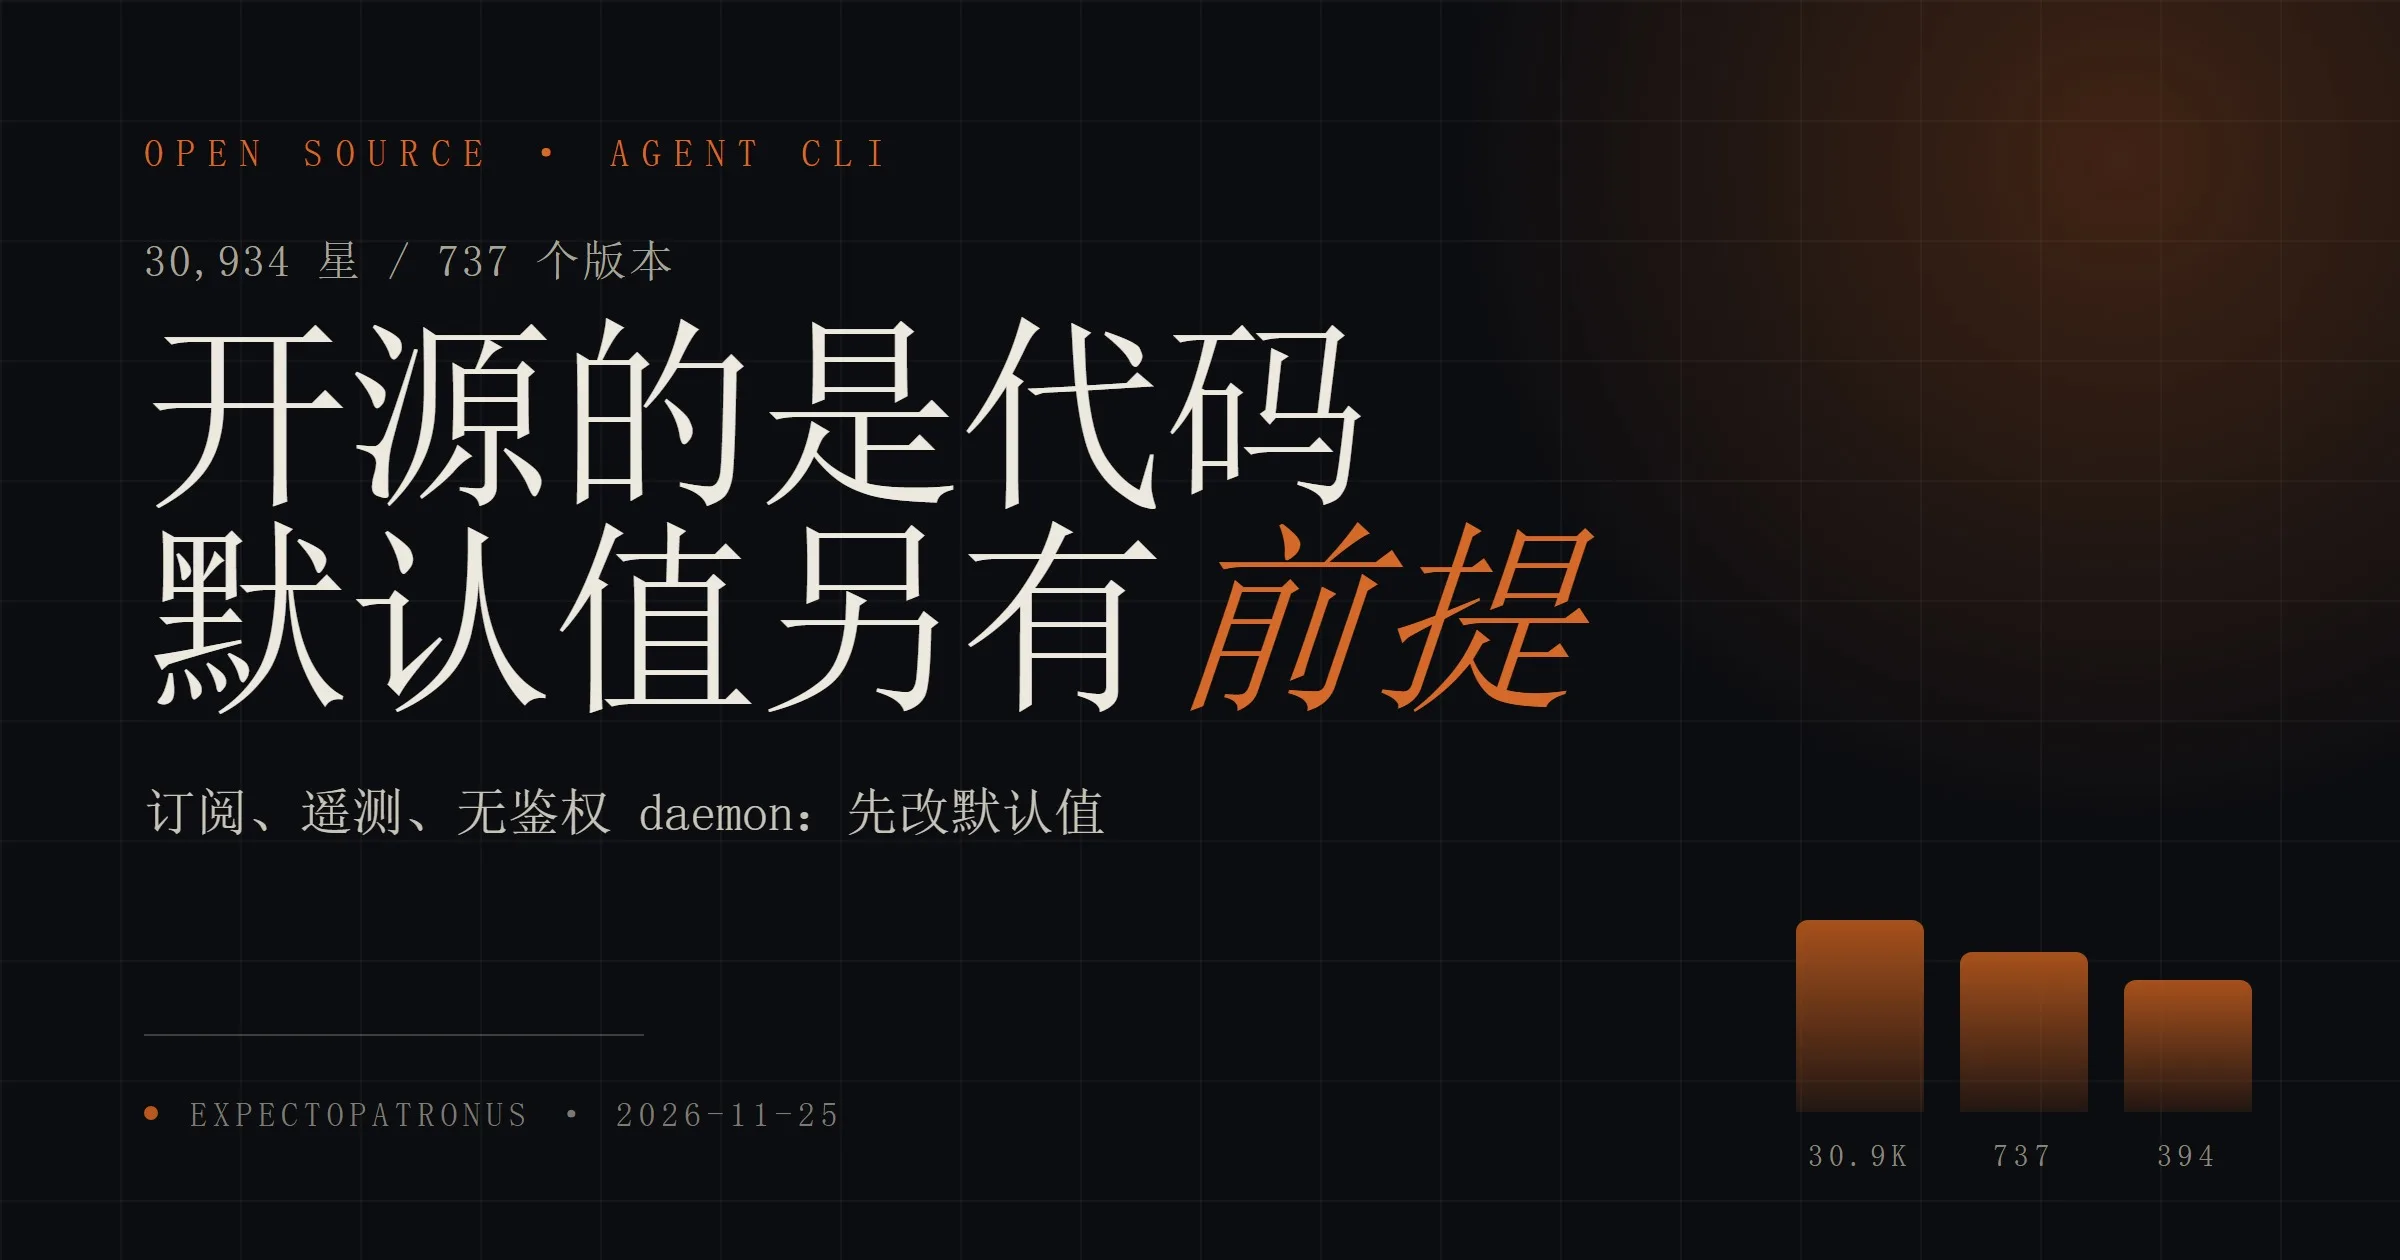 OPEN SOURCE • AGENT CLI
30,934 星 / 737 个版本
开源的是代码
默认值另有前提
订阅、遥测、无鉴权 daemon：先改默认值
EXPECTOPATRONUS • 2026-11-25
30.9K 737 394